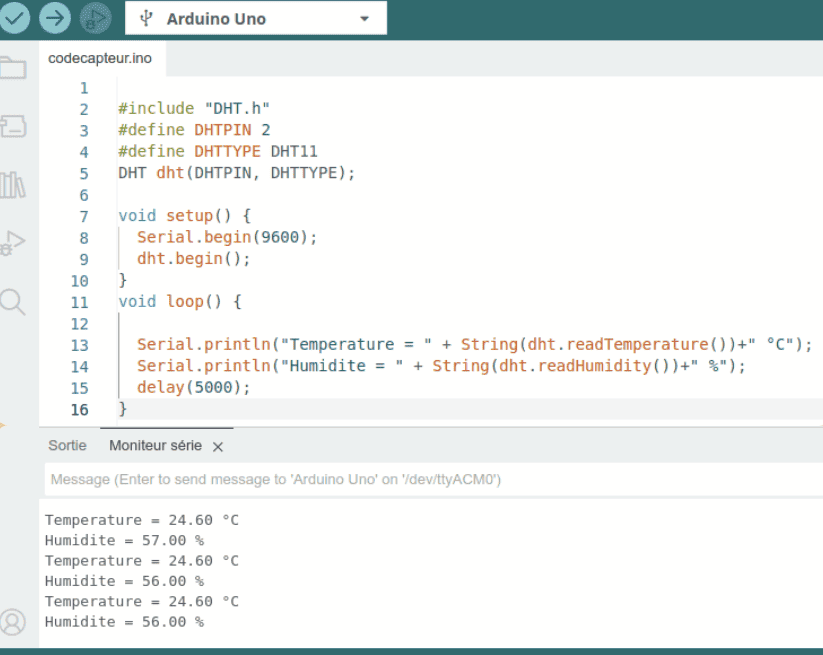 Arduino Uno
codecapteur.ino
1
2 #include "DHT.h"
3 #define DHTPIN 2
4 #define DHTTYPE DHT11
5 DHT dht(DHTPIN, DHTTYPE);
6
7 void setup() {
8 Serial.begin(9600);
9 dht.begin();
10 }
11 void loop() {
12
13 Serial.println("Temperature = " + String(dht.readTemperature())+" °C");
14 Serial.println("Humidite = " + String(dht.readHumidity())+" %");
15 delay(5000);
16 }
Sortie Moniteur série
Message (Enter to send message to 'Arduino Uno' on '/dev/ttyACM0')
Temperature = 24.60 °C
Humidite = 57.00 %
Temperature = 24.60 °C
Humidite = 56.00 %
Temperature = 24.60 °C
Humidite = 56.00 %